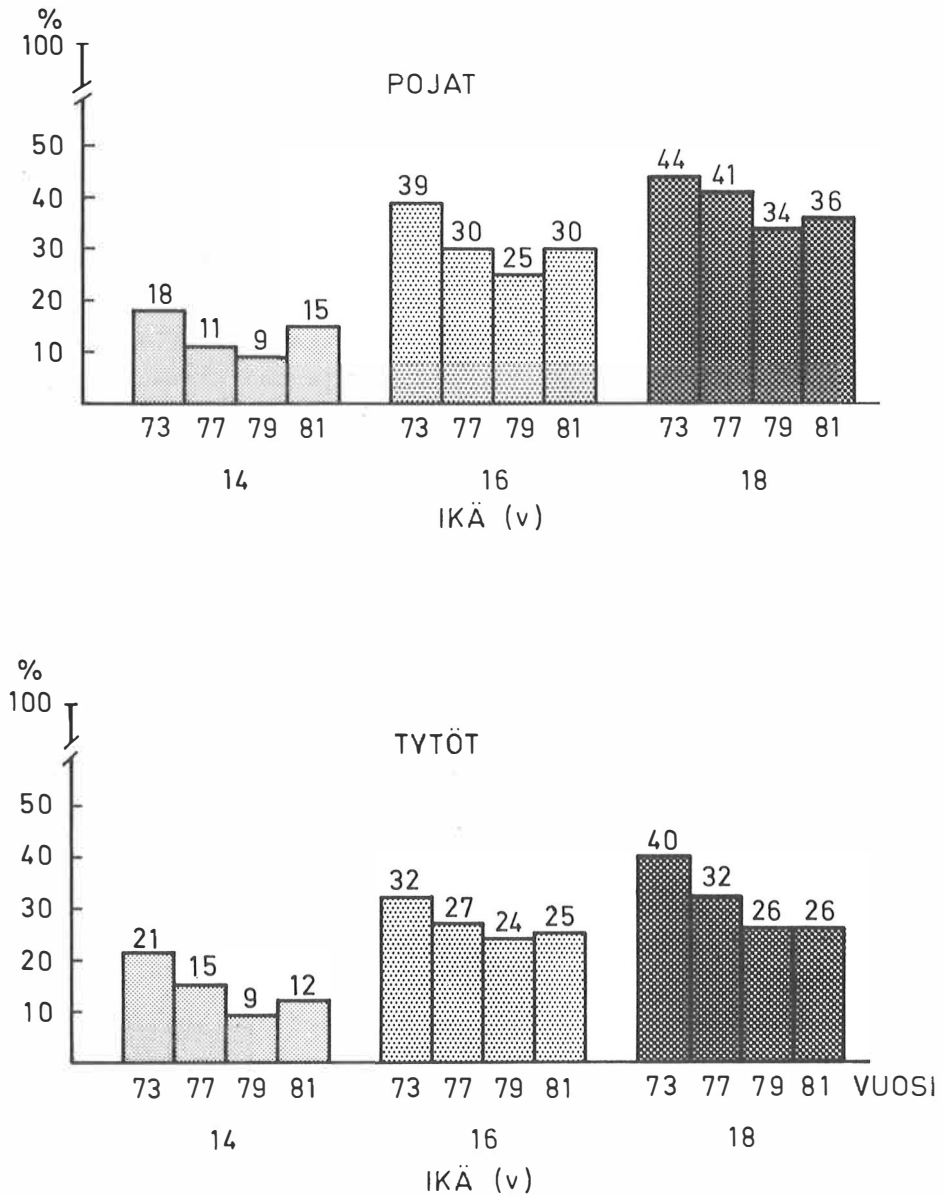 %
100
POJAT
50
40
30
20
10
18 11 9 15
39 30 25 30
44 41 34 36
73 77 79 81 73 77 79 81 73 77 79 81
14 16 18
IKÄ (v)
%
100
TYTÖT
50
40
30
20
10
21 15 9 12
32 27 24 25
40 32 26 26
73 77 79 81 73 77 79 81 73 77 79 81 VUOSI
14 16 18
IKÄ (v)